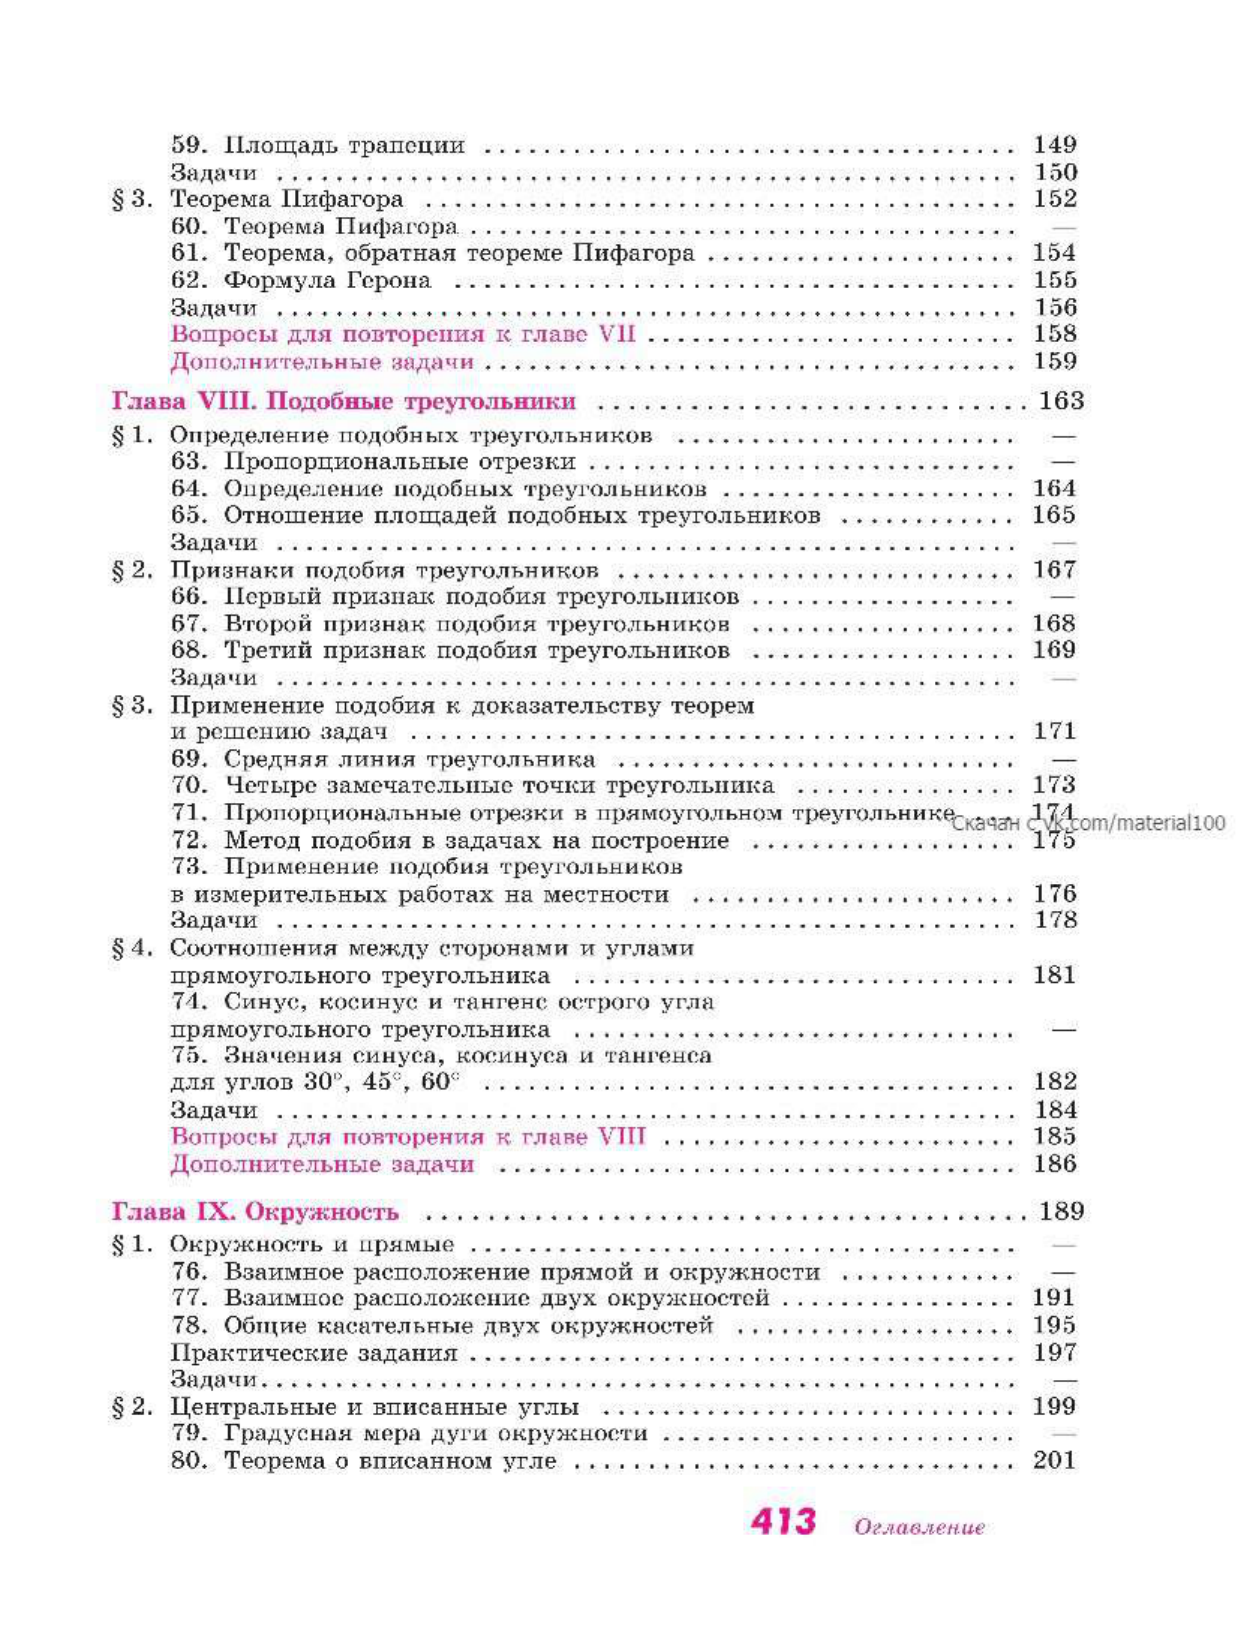 59. Площадь трапеции . . . . . . . . . . 149
Задачи . . . . . . . . . . 150
§ 3. Теорема Пифагора . . . . . . . . . . 152
60. Теорема Пифагора . . . . . . . . . . —
61. Теорема, обратная теореме Пифагора . . . . . . . . . . 154
62. Формула Герона . . . . . . . . . . 155
Задачи . . . . . . . . . . 156
Вопросы для повторения к главе VII . . . . . . . . . . 158
Дополнительные задачи . . . . . . . . . . 159
Глава VIII. Подобные треугольники . . . . . . . . . . 163
§ 1. Определение подобных треугольников . . . . . . . . . . —
63. Пропорциональные отрезки . . . . . . . . . . —
64. Определение подобных треугольников . . . . . . . . . . 164
65. Отношение площадей подобных треугольников . . . . . . . . . . 165
Задачи . . . . . . . . . . —
§ 2. Признаки подобия треугольников . . . . . . . . . . 167
66. Первый признак подобия треугольников . . . . . . . . . . —
67. Второй признак подобия треугольников . . . . . . . . . . 168
68. Третий признак подобия треугольников . . . . . . . . . . 169
Задачи . . . . . . . . . . —
§ 3. Применение подобия к доказательству теорем
и решению задач . . . . . . . . . . 171
69. Средняя линия треугольника . . . . . . . . . . —
70. Четыре замечательные точки треугольника . . . . . . . . . . 173
71. Пропорциональные отрезки в прямоугольном треугольнике . . . . 174
Скачан с vk.com/material100
72. Метод подобия в задачах на построение . . . . . . . . . . 175
73. Применение подобия треугольников
в измерительных работах на местности . . . . . . . . . . 176
Задачи . . . . . . . . . . 178
§ 4. Соотношения между сторонами и углами
прямоугольного треугольника . . . . . . . . . . 181
74. Синус, косинус и тангенс острого угла
прямоугольного треугольника . . . . . . . . . . —
75. Значения синуса, косинуса и тангенса
для углов 30°, 45°, 60° . . . . . . . . . . 182
Задачи . . . . . . . . . . 184
Вопросы для повторения к главе VIII . . . . . . . . . . 185
Дополнительные задачи . . . . . . . . . . 186
Глава IX. Окружность . . . . . . . . . . 189
§ 1. Окружность и прямые . . . . . . . . . . —
76. Взаимное расположение прямой и окружности . . . . . . . . . . —
77. Взаимное расположение двух окружностей . . . . . . . . . . 191
78. Общие касательные двух окружностей . . . . . . . . . . 195
Практические задания . . . . . . . . . . 197
Задачи . . . . . . . . . . —
§ 2. Центральные и вписанные углы . . . . . . . . . . 199
79. Градусная мера дуги окружности . . . . . . . . . . —
80. Теорема о вписанном угле . . . . . . . . . . 201
413 Оглавление